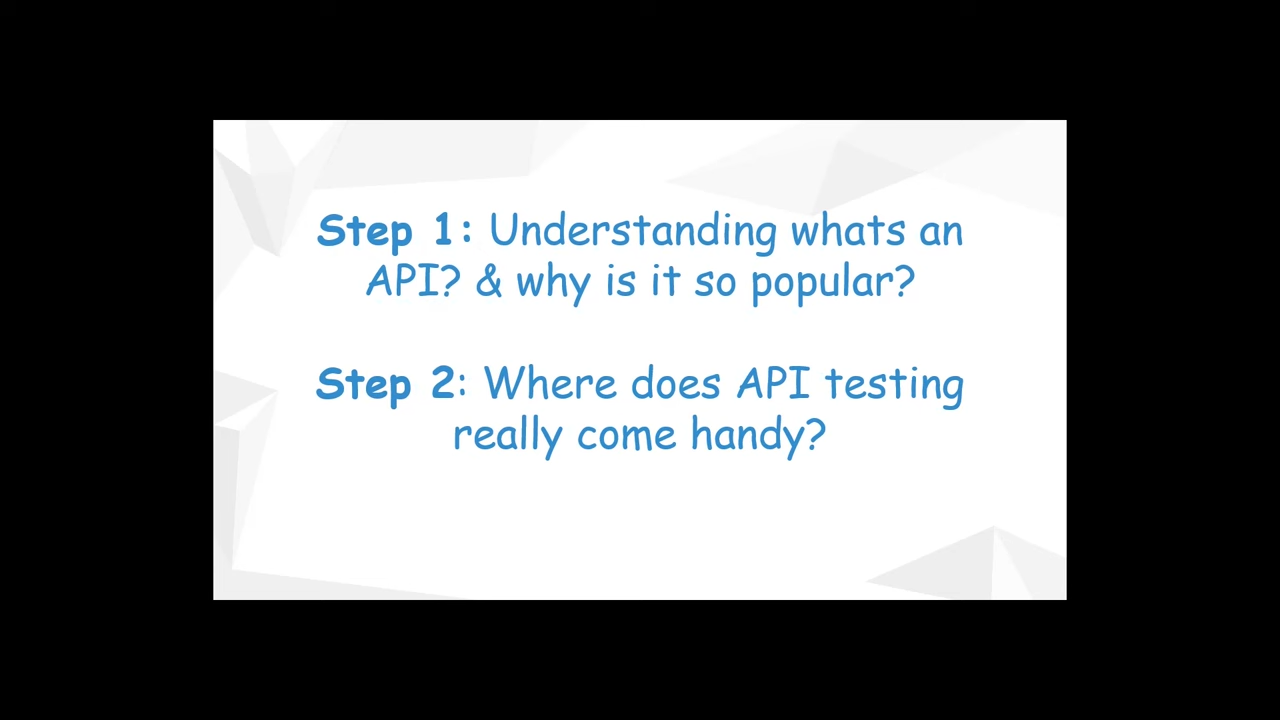 Step 1: Understanding whats an
API? & why is it so popular?
Step 2: Where does API testing
really come handy?